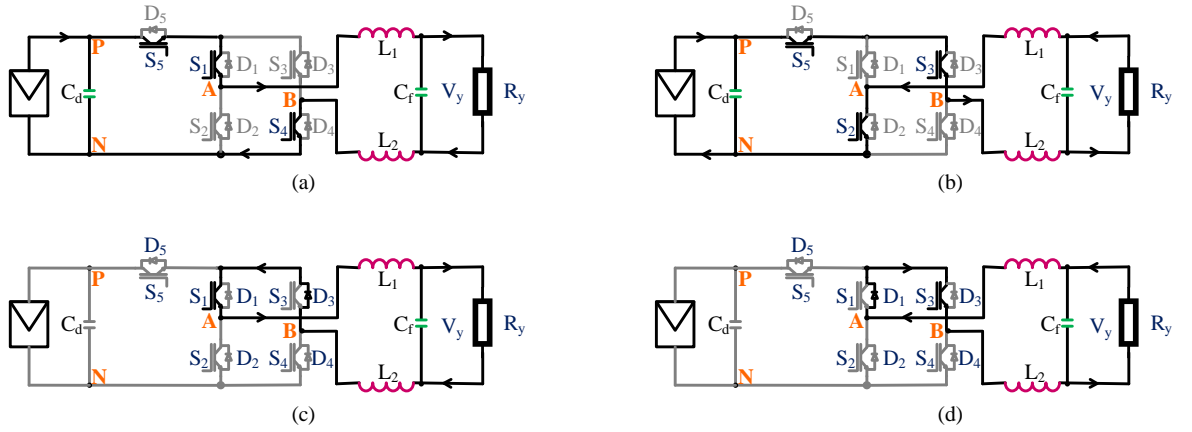 D5
P
S5
S1
D1
S3
D3
L1
A
B
Cd
Cf
Vy
Ry
S2
D2
S4
D4
L2
N
(a)
D5
P
S5
S1
D1
S3
D3
L1
A
B
Cd
Cf
Vy
Ry
S2
D2
S4
D4
L2
N
(b)
D5
P
S5
S1
D1
S3
D3
L1
A
B
Cd
Cf
Vy
Ry
S2
D2
S4
D4
L2
N
(c)
D5
P
S5
S1
D1
S3
D3
L1
A
B
Cd
Cf
Vy
Ry
S2
D2
S4
D4
L2
N
(d)